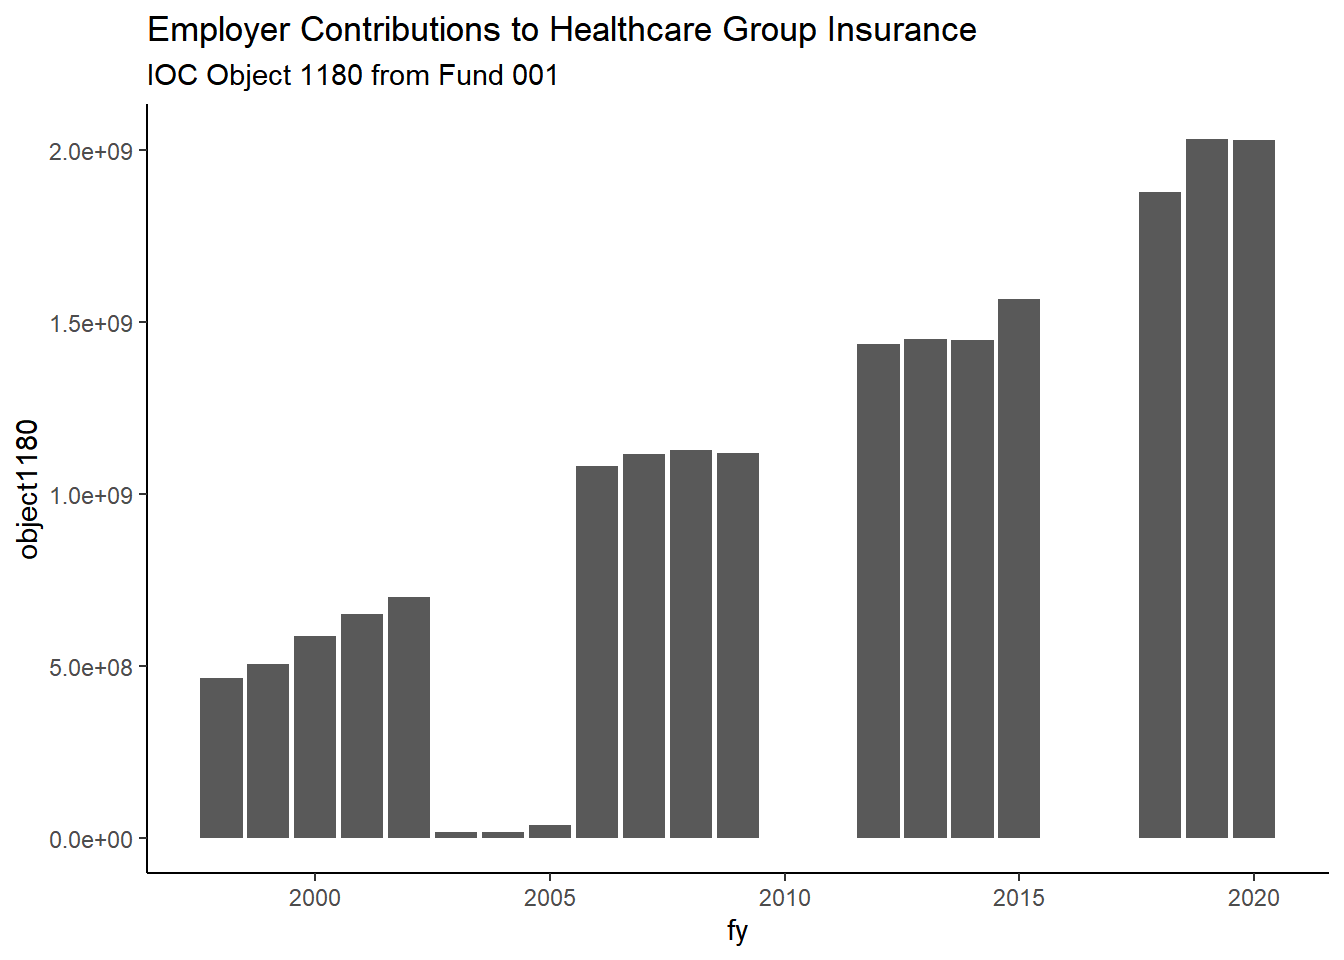 Employer Contributions to Healthcare Group Insurance
IOC Object 1180 from Fund 001
2.0e+09
1.5e+09
1.0e+09
5.0e+08
0.0e+00
object1180
2000 2005 2010 2015 2020
fy